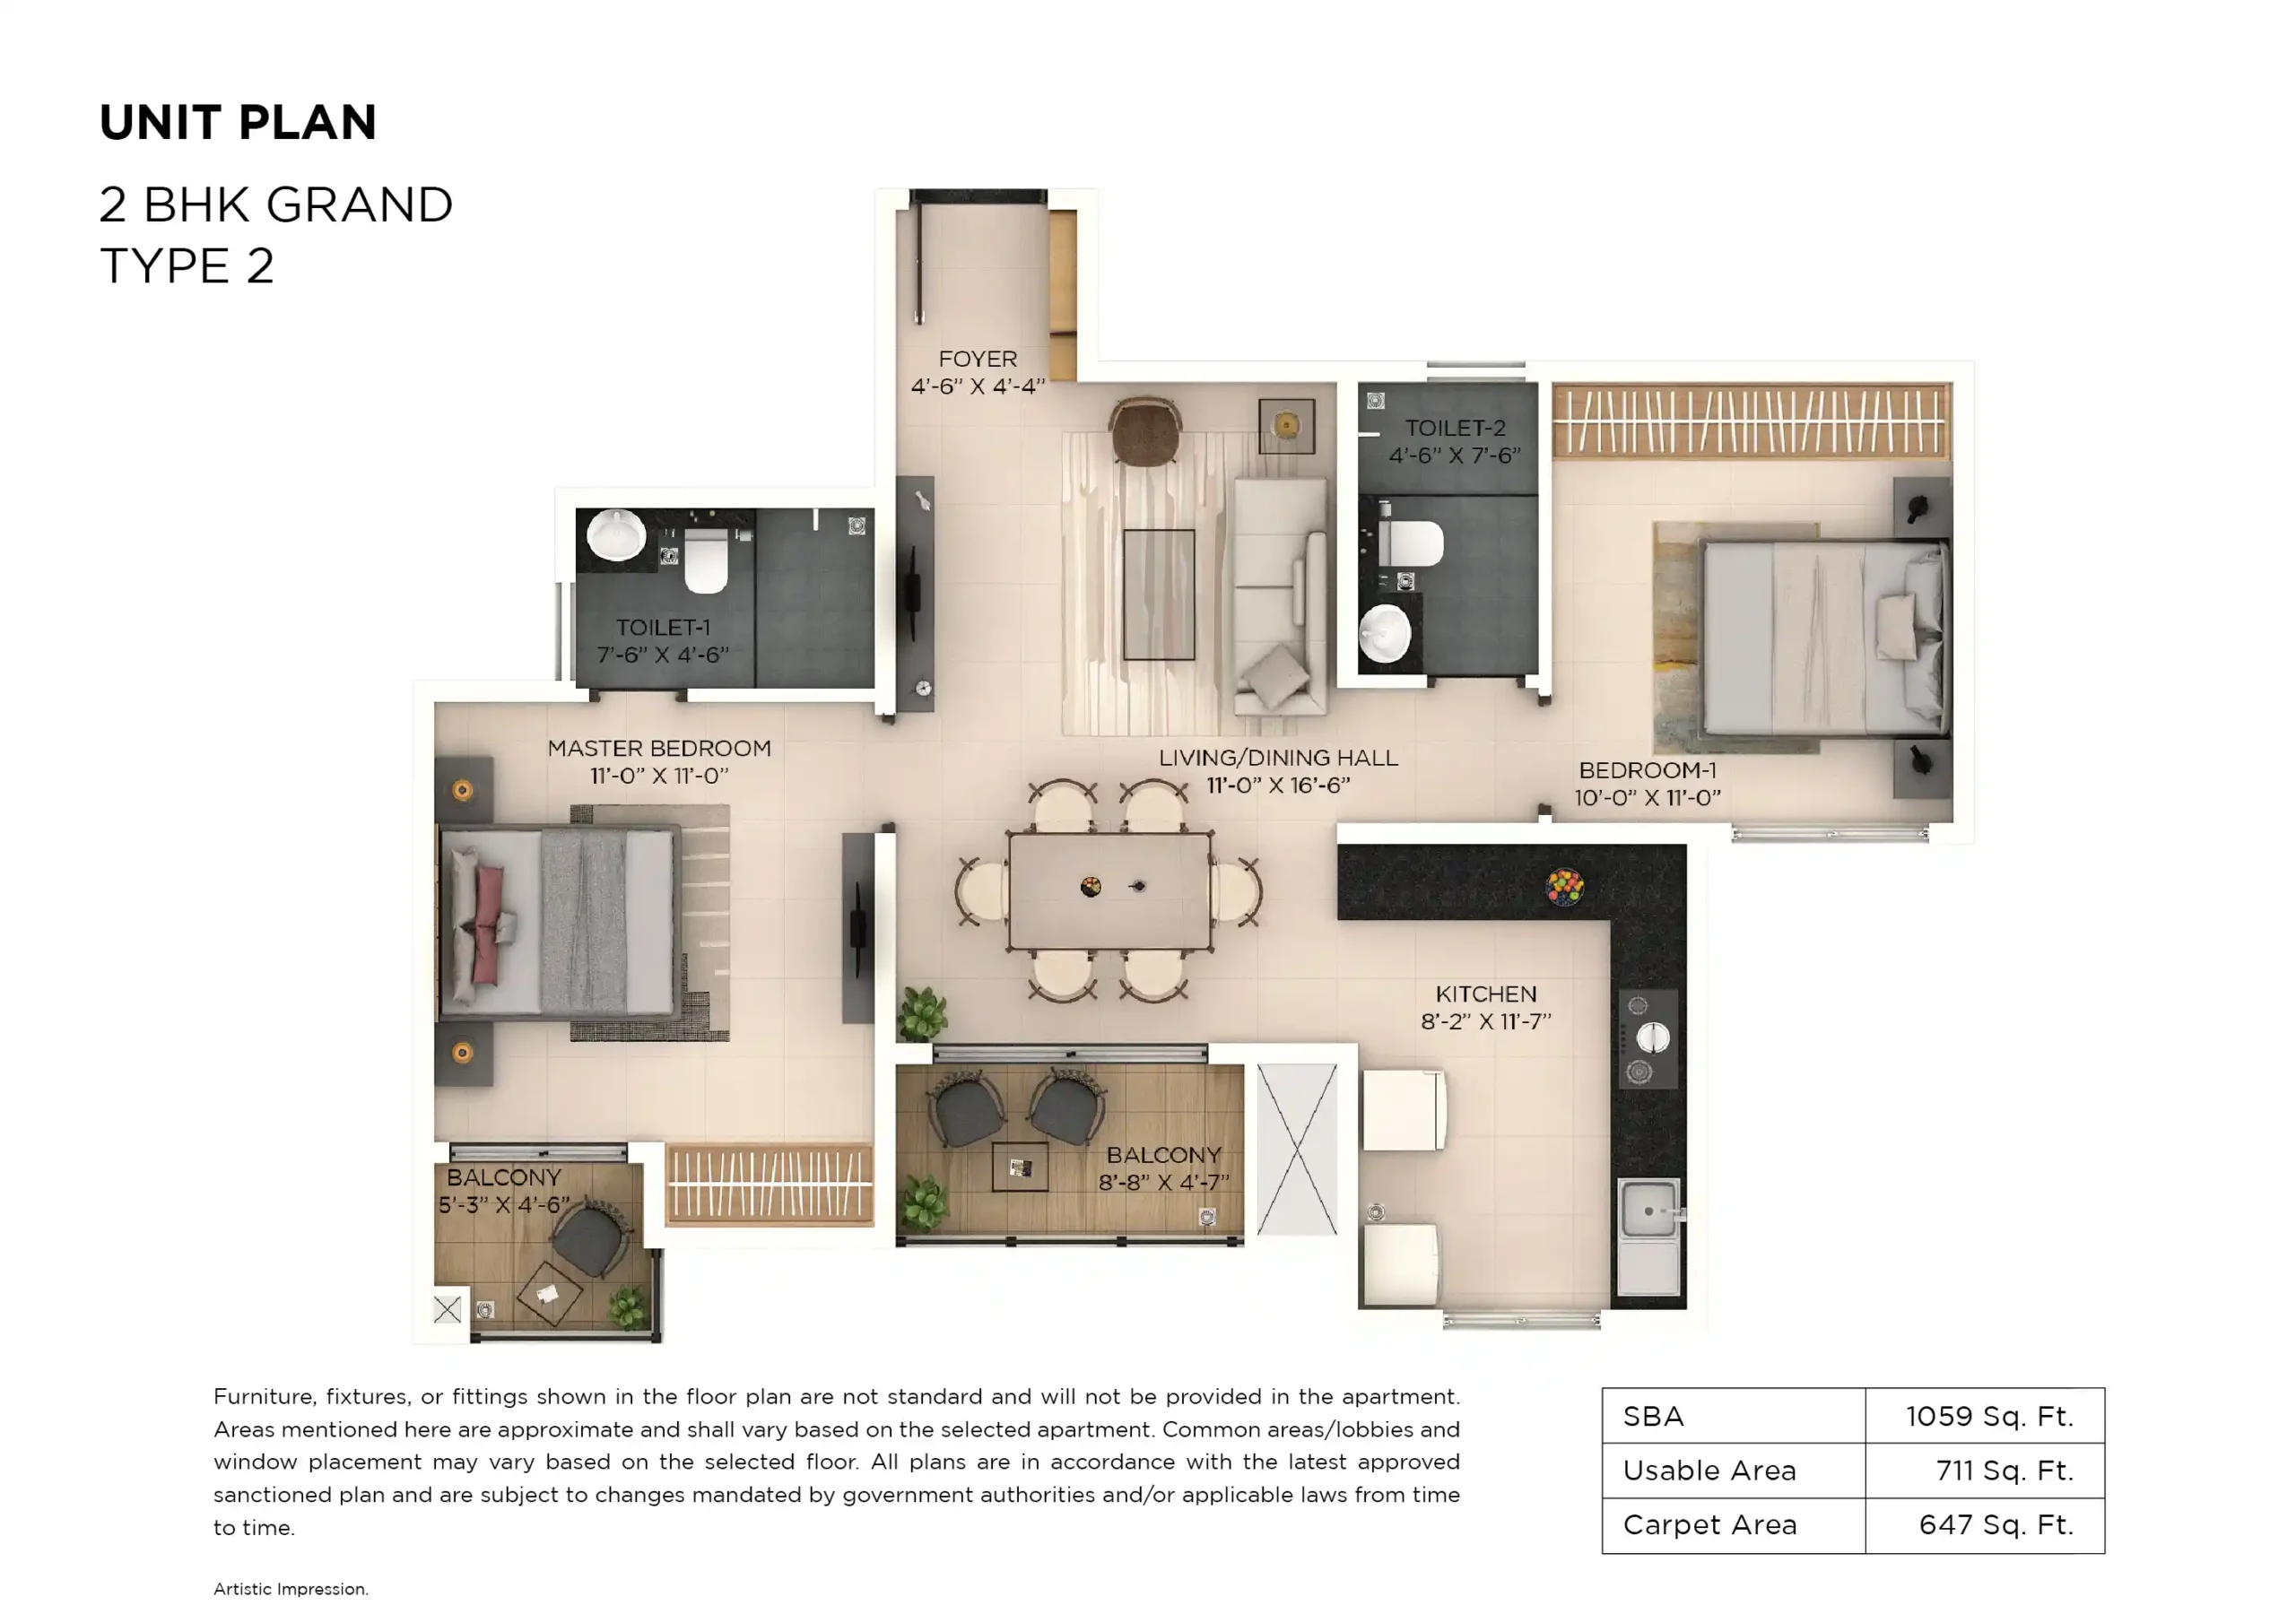 UNIT PLAN
2 BHK GRAND
TYPE 2
FOYER
4'-6" X 4'-4"
TOILET-2
4'-6" X 7'-6"
TOILET-1
7'-6" X 4'-6"
MASTER BEDROOM
11'-0" X 11'-0"
LIVING/DINING HALL
11'-0" X 16'-6"
BEDROOM-1
10'-0" X 11'-0"
KITCHEN
8'-2" X 11'-7"
BALCONY
8'-8" X 4'-7"
BALCONY
5'-3" X 4'-6"
Furniture, fixtures, or fittings shown in the floor plan are not standard and will not be provided in the apartment.
Areas mentioned here are approximate and shall vary based on the selected apartment. Common areas/lobbies and
window placement may vary based on the selected floor. All plans are in accordance with the latest approved
sanctioned plan and are subject to changes mandated by government authorities and/or applicable laws from time
to time.
SBA 1059 Sq. Ft.
Usable Area 711 Sq. Ft.
Carpet Area 647 Sq. Ft.
Artistic Impression.